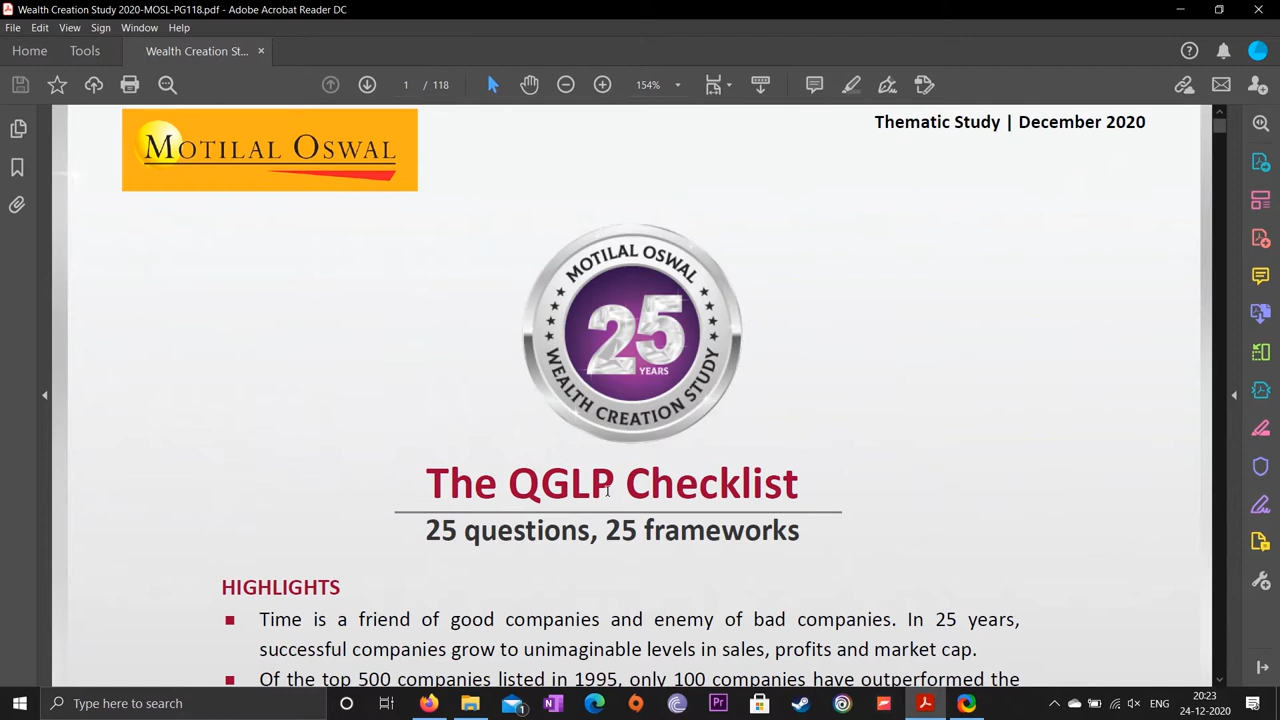 Wealth Creation Study 2020-MOSL-PG118.pdf - Adobe Acrobat Reader DC
File Edit View Sign Window Help
Home Tools Wealth Creation St... ×
1 / 118 154%
MOTILAL OSWAL
Thematic Study | December 2020
MOTILAL OSWAL
25
YEARS
WEALTH CREATION STUDY
The QGLP Checklist
25 questions, 25 frameworks
HIGHLIGHTS
Time is a friend of good companies and enemy of bad companies. In 25 years,
successful companies grow to unimaginable levels in sales, profits and market cap.
Of the top 500 companies listed in 1995, only 100 companies have outperformed the
Type here to search
1
Pr
ENG
20:23
24-12-2020